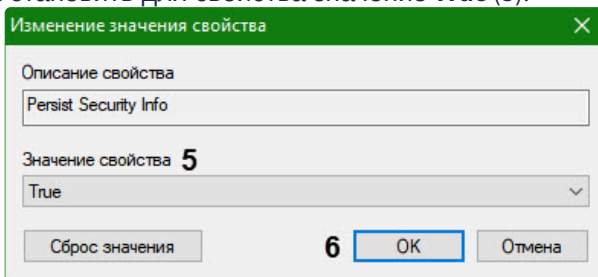 Изменение значения свойства
Описание свойства
Persist Security Info
Значение свойства 5
True
Сброс значения 6 OK Отмена